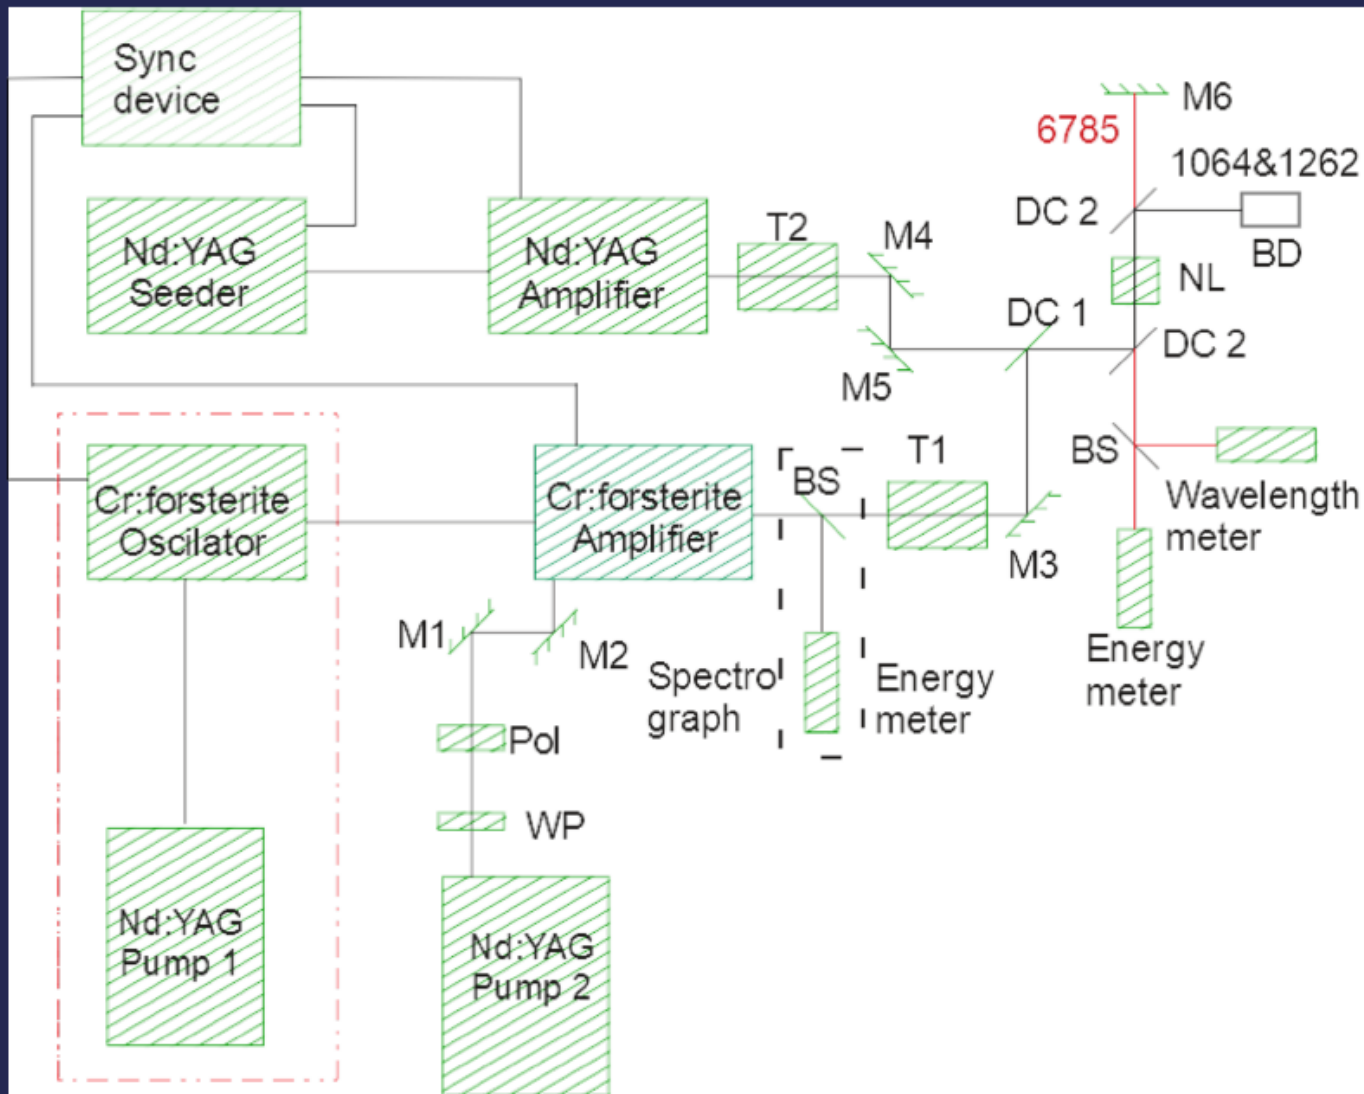 Sync
device
M6
6785
1064&1262
DC 2
BD
T2
M4
Nd:YAG
Seeder
Nd:YAG
Amplifier
NL
DC 1
DC 2
M5
Cr:forsterite
Oscilator
Cr:forsterite
Amplifier
BS
T1
BS
Wavelength
meter
M3
M1
M2
Spectro
graph
Energy
meter
Energy
meter
Pol
WP
Nd:YAG
Pump 1
Nd:YAG
Pump 2